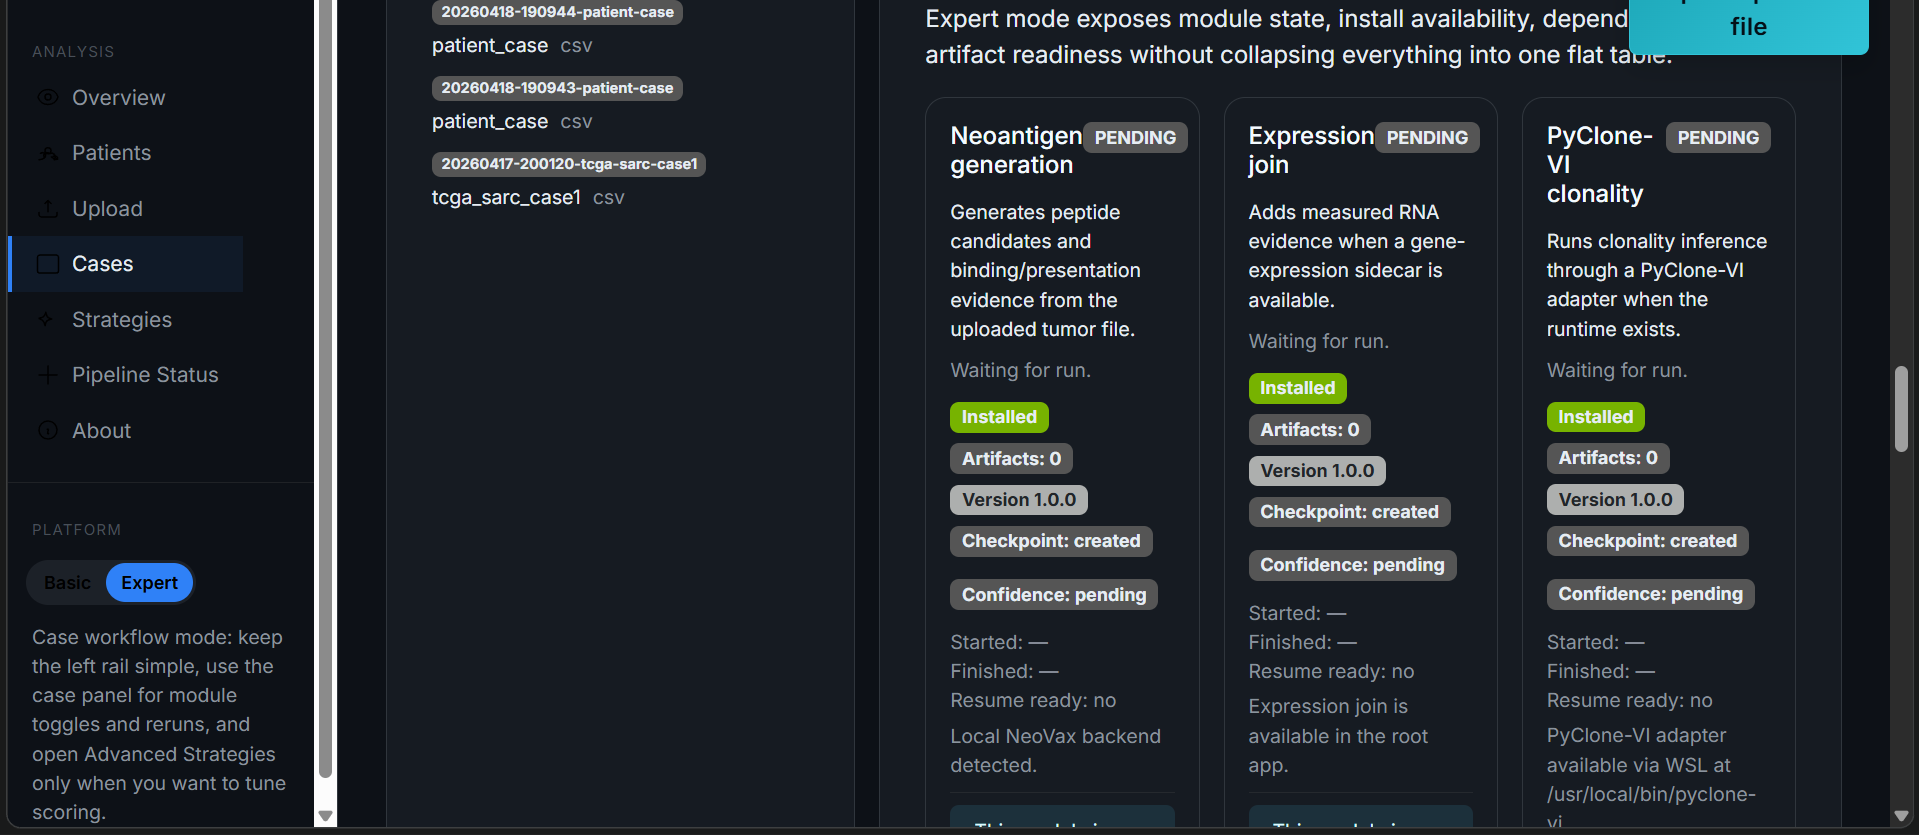 ANALYSIS
Overview
Patients
Upload
Cases
Strategies
Pipeline Status
About
PLATFORM
Basic
Expert
Case workflow mode: keep
the left rail simple, use the
case panel for module
toggles and reruns, and
open Advanced Strategies
only when you want to tune
scoring.
20260418-190944-patient-case
patient_case csv
20260418-190943-patient-case
patient_case csv
20260417-200120-tcga-sarc-case1
tcga_sarc_case1 csv
Expert mode exposes module state, install availability, depend
artifact readiness without collapsing everything into one flat table.
file
Neoantigen
generation
PENDING
Generates peptide
candidates and
binding/presentation
evidence from the
uploaded tumor file.
Waiting for run.
Installed
Artifacts: 0
Version 1.0.0
Checkpoint: created
Confidence: pending
Started: —
Finished: —
Resume ready: no
Local NeoVax backend
detected.
Expression
join
PENDING
Adds measured RNA
evidence when a gene-
expression sidecar is
available.
Waiting for run.
Installed
Artifacts: 0
Version 1.0.0
Checkpoint: created
Confidence: pending
Started: —
Finished: —
Resume ready: no
Expression join is
available in the root
app.
PyClone-
VI
clonality
PENDING
Runs clonality inference
through a PyClone-VI
adapter when the
runtime exists.
Waiting for run.
Installed
Artifacts: 0
Version 1.0.0
Checkpoint: created
Confidence: pending
Started: —
Finished: —
Resume ready: no
PyClone-VI adapter
available via WSL at
/usr/local/bin/pyclone-
vi